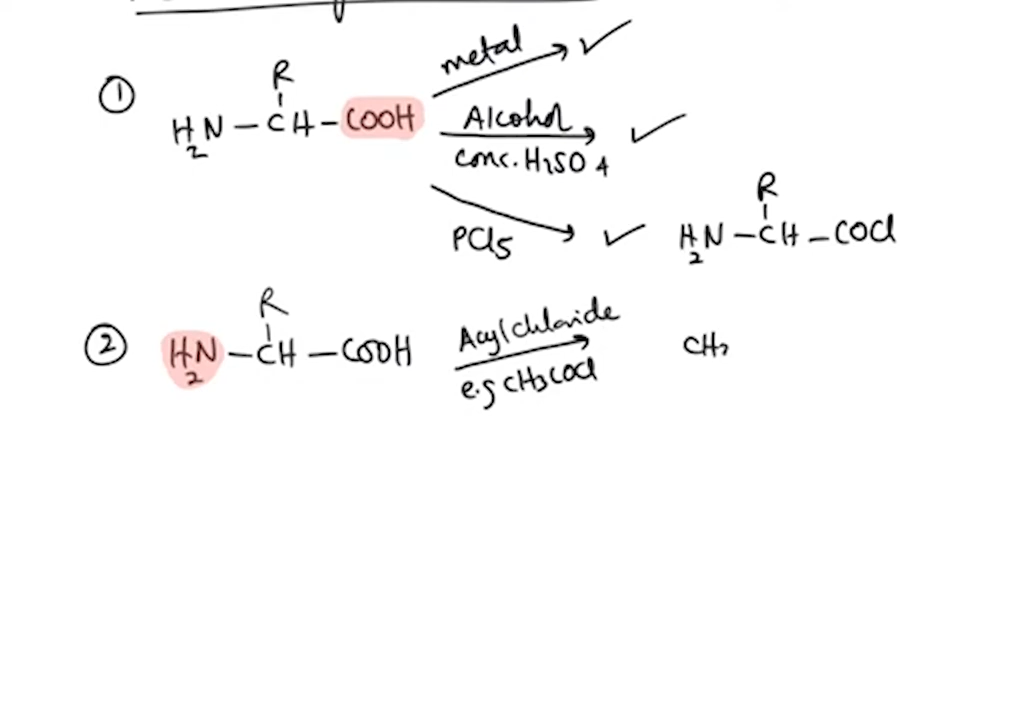 ①
R
H₂N – CH – COOH
metal → ✓
Alcohol
conc. H₂SO₄ → ✓
PCl₅ → ✓
R
H₂N – CH – COCl
②
R
H₂N – CH – COOH
Acylchloride
e.g CH₃COCl
CH₃